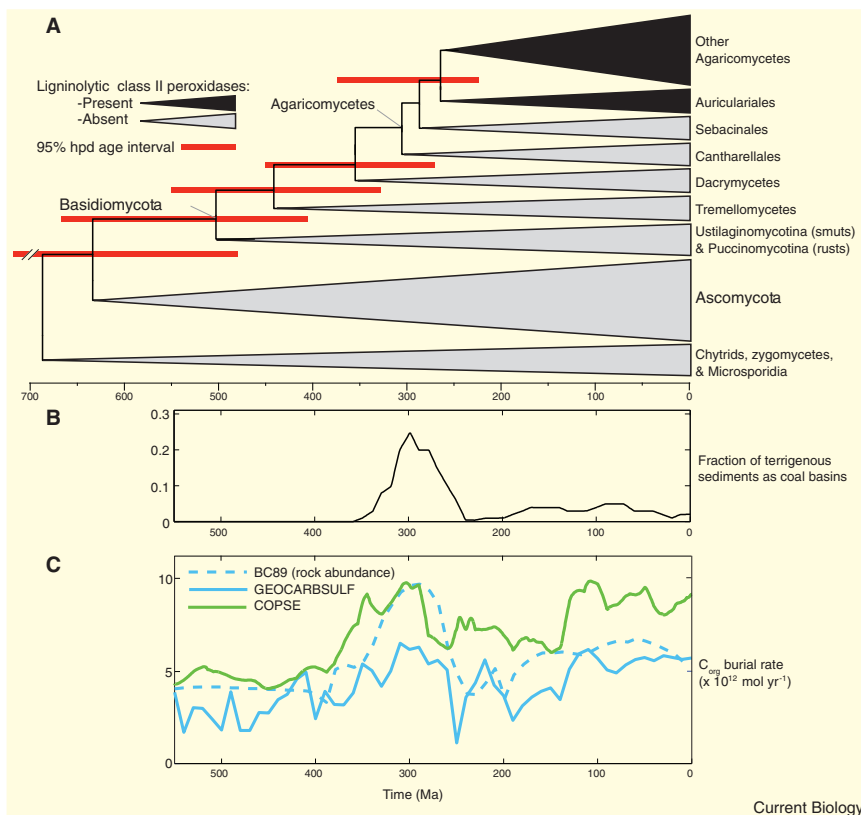 A
Ligninolytic class II peroxidases:
-Present
-Absent
95% hpd age interval
Agaricomycetes
Basidiomycota
Other
Agaricomycetes
Auriculariales
Sebacinales
Cantharellales
Dacrymycetes
Tremellomycetes
Ustilaginomycotina (smuts)
& Puccinomycotina (rusts)
Ascomycota
Chytrids, zygomycetes,
& Microsporidia
700 600 500 400 300 200 100 0
B
0.3
0.2
0.1
0
500 400 300 200 100 0
Fraction of terrigenous
sediments as coal basins
C
10
5
0
BC89 (rock abundance)
GEOCARBSULF
COPSE
500 400 300 200 100 0
Time (Ma)
Corg burial rate
(x 10¹² mol yr⁻¹)
Current Biology